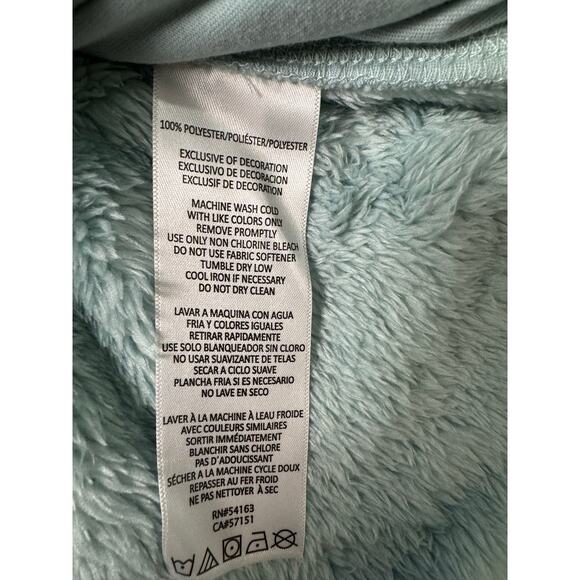 100% POLYESTER/POLIÉSTER/POLYESTER
EXCLUSIVE OF DECORATION
EXCLUSIVO DE DECORACION
EXCLUSIF DE DECORATION
MACHINE WASH COLD
WITH LIKE COLORS ONLY
REMOVE PROMPTLY
USE ONLY NON CHLORINE BLEACH
DO NOT USE FABRIC SOFTENER
TUMBLE DRY LOW
COOL IRON IF NECESSARY
DO NOT DRY CLEAN
LAVAR A MAQUINA CON AGUA
FRIA Y COLORES IGUALES
RETIRAR RAPIDAMENTE
USE SOLO BLANQUEADOR SIN CLORO
NO USAR SUAVIZANTE DE TELAS
SECAR A CICLO SUAVE
PLANCHA FRIA SI ES NECESARIO
NO LAVE EN SECO
LAVER À LA MACHINE À LEAU FROIDE
AVEC COULEURS SIMILAIRES
SORTIR IMMÉDIATEMENT
BLANCHIR SANS CHLORE
PAS D'ADOUCISSANT
SÉCHER A LA MACHINE CYCLE DOUX
REPASSER AU FER FROID
NE PAS NETTOYER À SEC
RN#54163
CA#57151